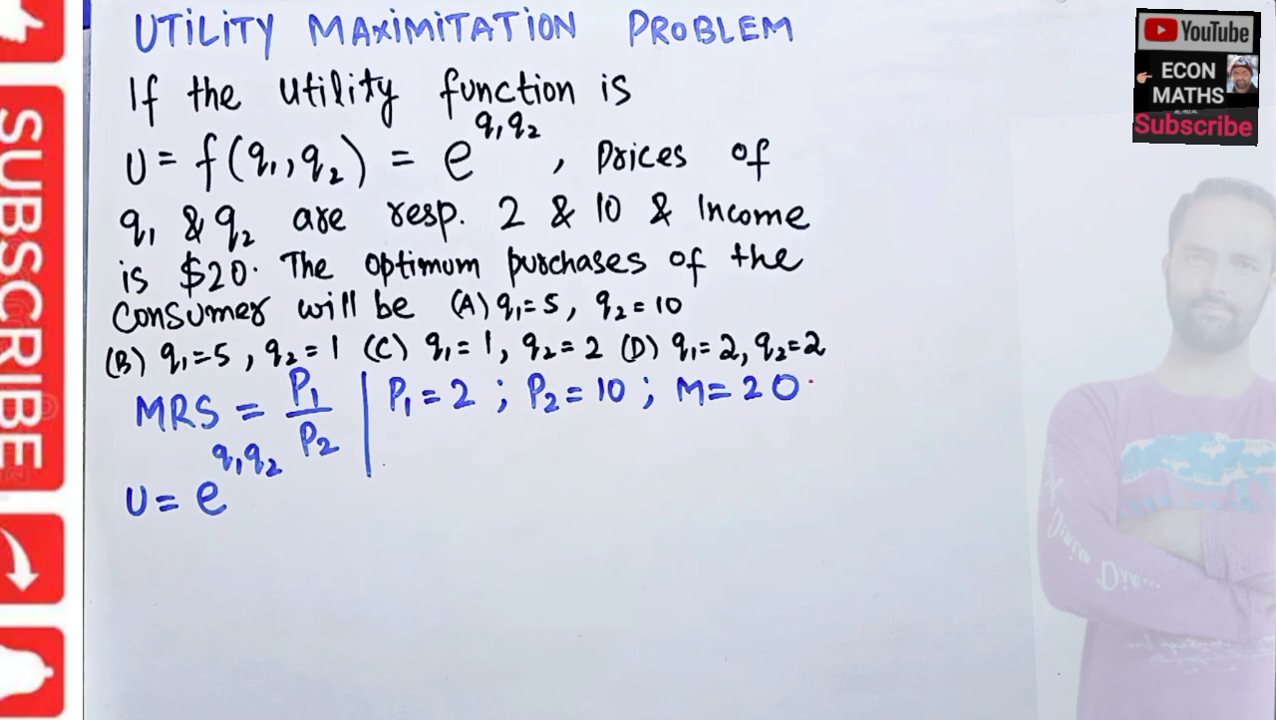 UTILITY MAXIMITATION PROBLEM
If the utility function is
U = f(q₁, q₂) = e^{q₁q₂}, Prices of
q₁ & q₂ are resp. 2 & 10 & Income
is $20. The optimum purchases of the
consumer will be (A) q₁=5, q₂=10
(B) q₁=5, q₂=1 (C) q₁=1, q₂=2 (D) q₁=2, q₂=2
MRS = P₁/P₂ | P₁=2 ; P₂=10 ; M=20.
U = e^{q₁q₂}
YouTube
ECON
MATHS
Subscribe
SUBSCRIBE